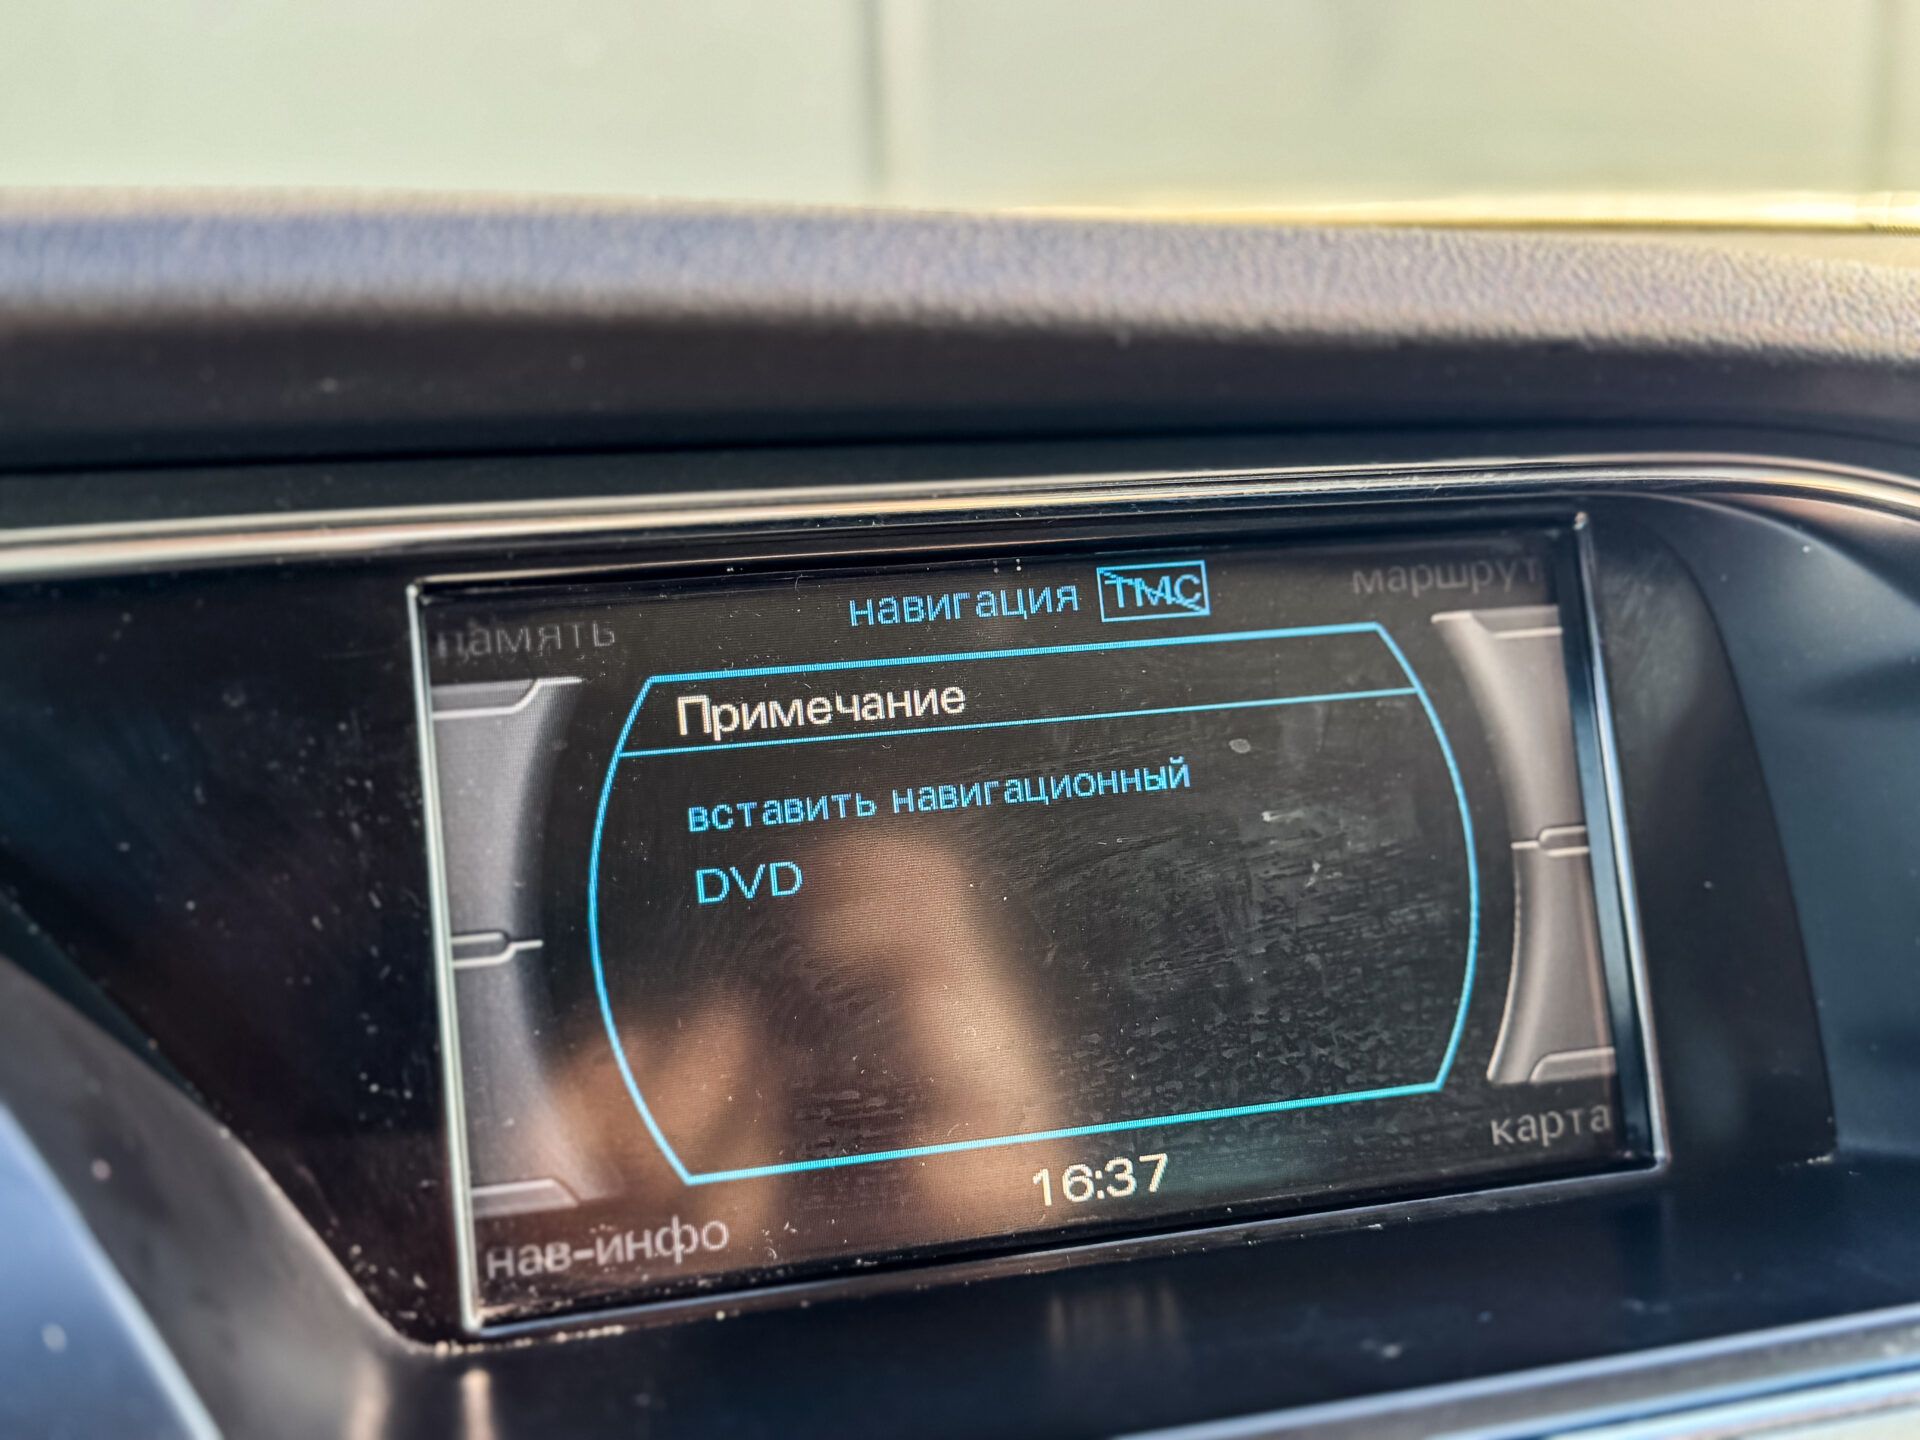 навигация TMC
маршрут
память
Примечание
вставить навигационный
DVD
карта
16:37
нав-инфо